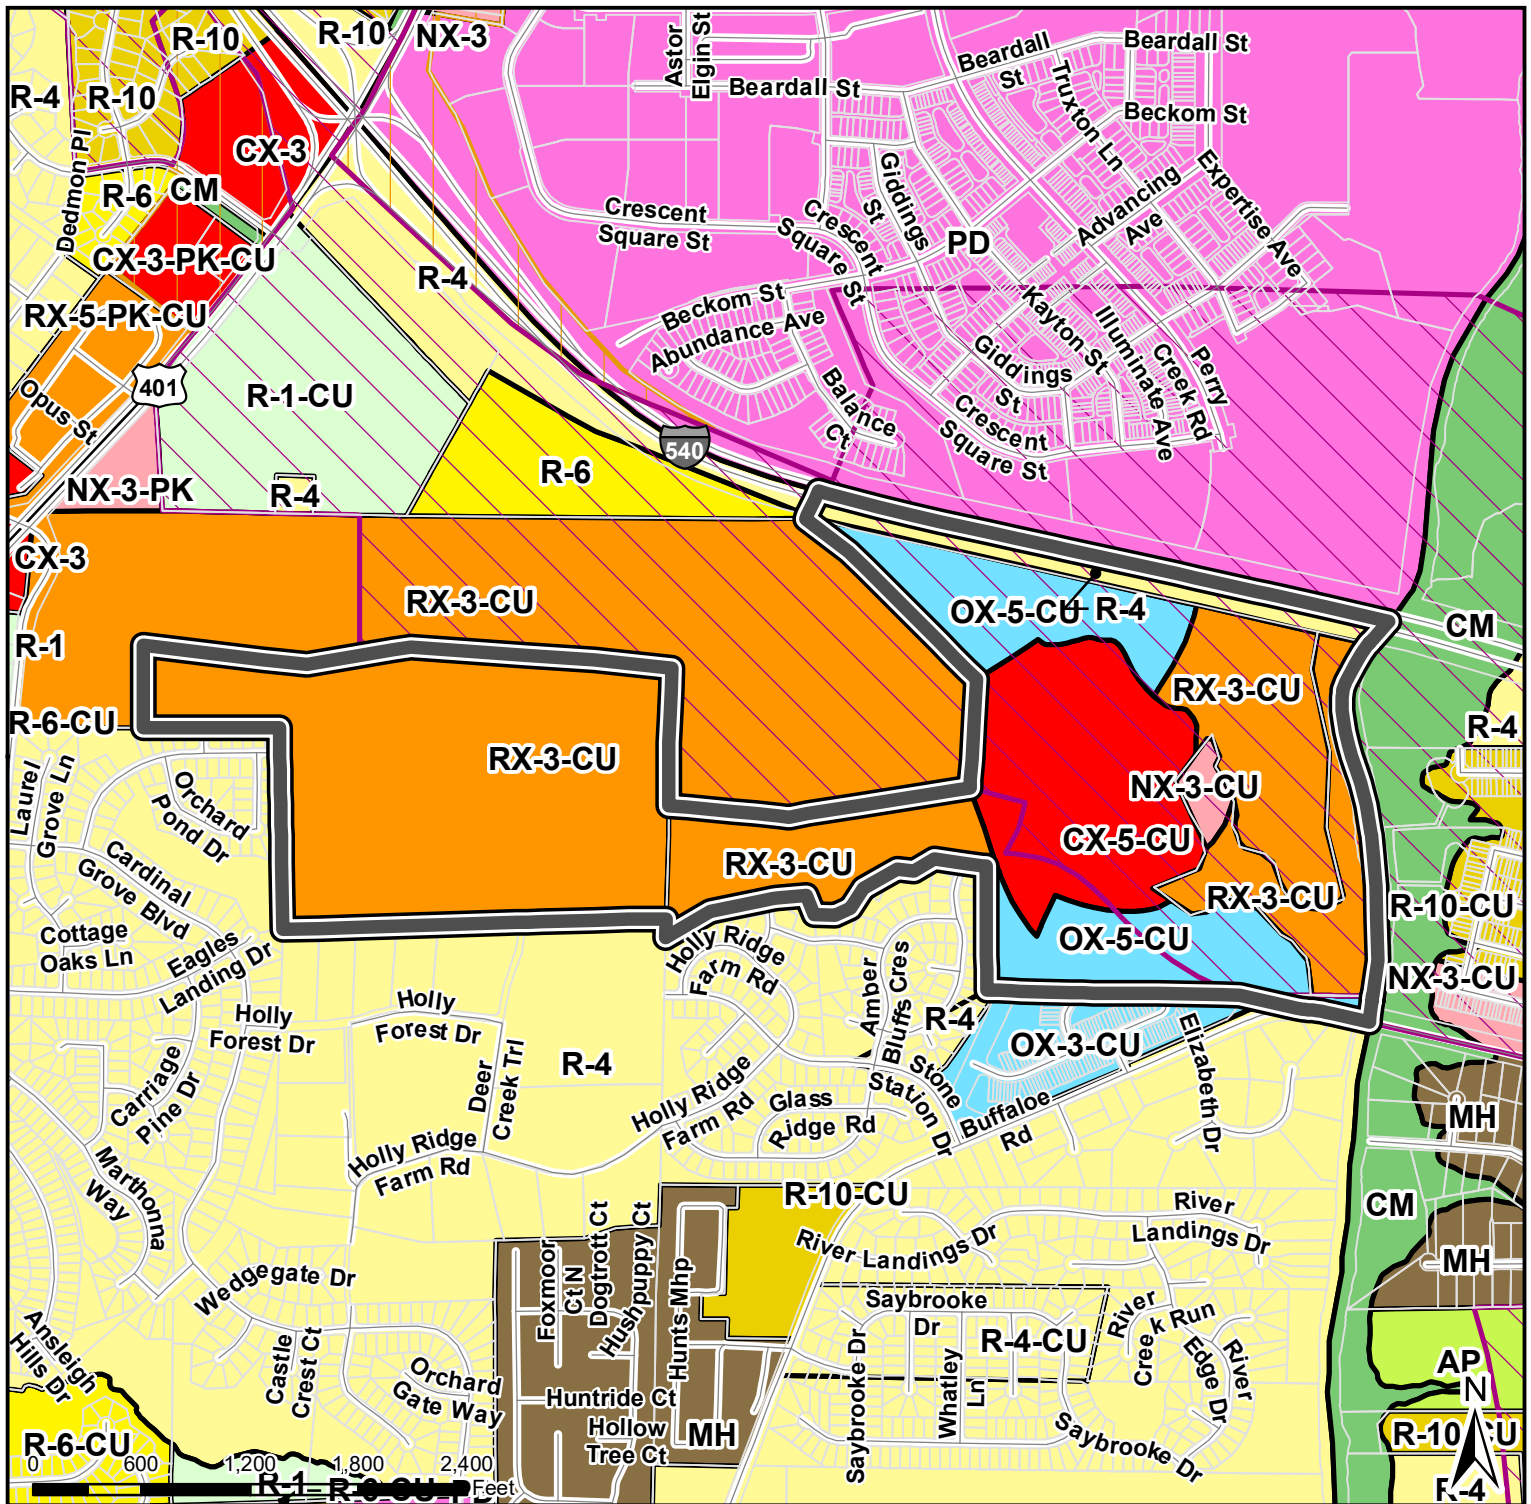 R-10
R-10
NX-3
R-4
R-10
CX-3
Dedmon Pl
R-6
CM
CX-3-PK-CU
RX-5-PK-CU
R-4
Astor
Elgin St
Beardall St
Beardall
St
Beardall St
Truxton Ln
Beckom St
Giddings
St
Crescent
Square St
Crescent
Square St
PD
Advancing
Ave
Expertise Ave
Beckom St
Abundance Ave
Kayton St
Illuminate Ave
Perry
Creek Rd
Giddings
St
Balance
Ct
Crescent
Square St
401
Opus St
R-1-CU
NX-3-PK
R-4
R-6
540
CX-3
R-1
R-6-CU
RX-3-CU
OX-5-CU
R-4
CM
RX-3-CU
R-4
RX-3-CU
NX-3-CU
CX-5-CU
RX-3-CU
RX-3-CU
R-10-CU
OX-5-CU
NX-3-CU
Laurel
Grove Ln
Orchard
Pond Dr
Cardinal
Grove Blvd
Cottage
Oaks Ln
Eagles
Landing Dr
Holly Ridge
Farm Rd
Amber
Bluffs Cres
R-4
OX-3-CU
Holly
Forest Dr
Holly
Forest Dr
Deer
Creek Trl
R-4
Carriage
Pine Dr
Holly Ridge
Farm Rd
Glass
Ridge Rd
Stone
Station Dr
Buffaloe
Rd
Elizabeth Dr
MH
Marthonna
Way
Holly Ridge
Farm Rd
R-10-CU
CM
River
Landings Dr
River Landings Dr
MH
Wedgegate Dr
Foxmoor
Ct N
Dogtrott Ct
Hushpuppy Ct
Hunts Mhp
Saybrooke
Dr
R-4-CU
River
Creek Run
River
Edge Dr
Ansleigh
Hills Dr
Castle
Crest Ct
Orchard
Gate Way
Huntride Ct
Hollow
Tree Ct
MH
Saybrooke Dr
Whatley
Ln
Saybrooke Dr
AP
N
R-6-CU
R-10-CU
R-4
0
600
1,200
1,800
2,400
Feet
R-1